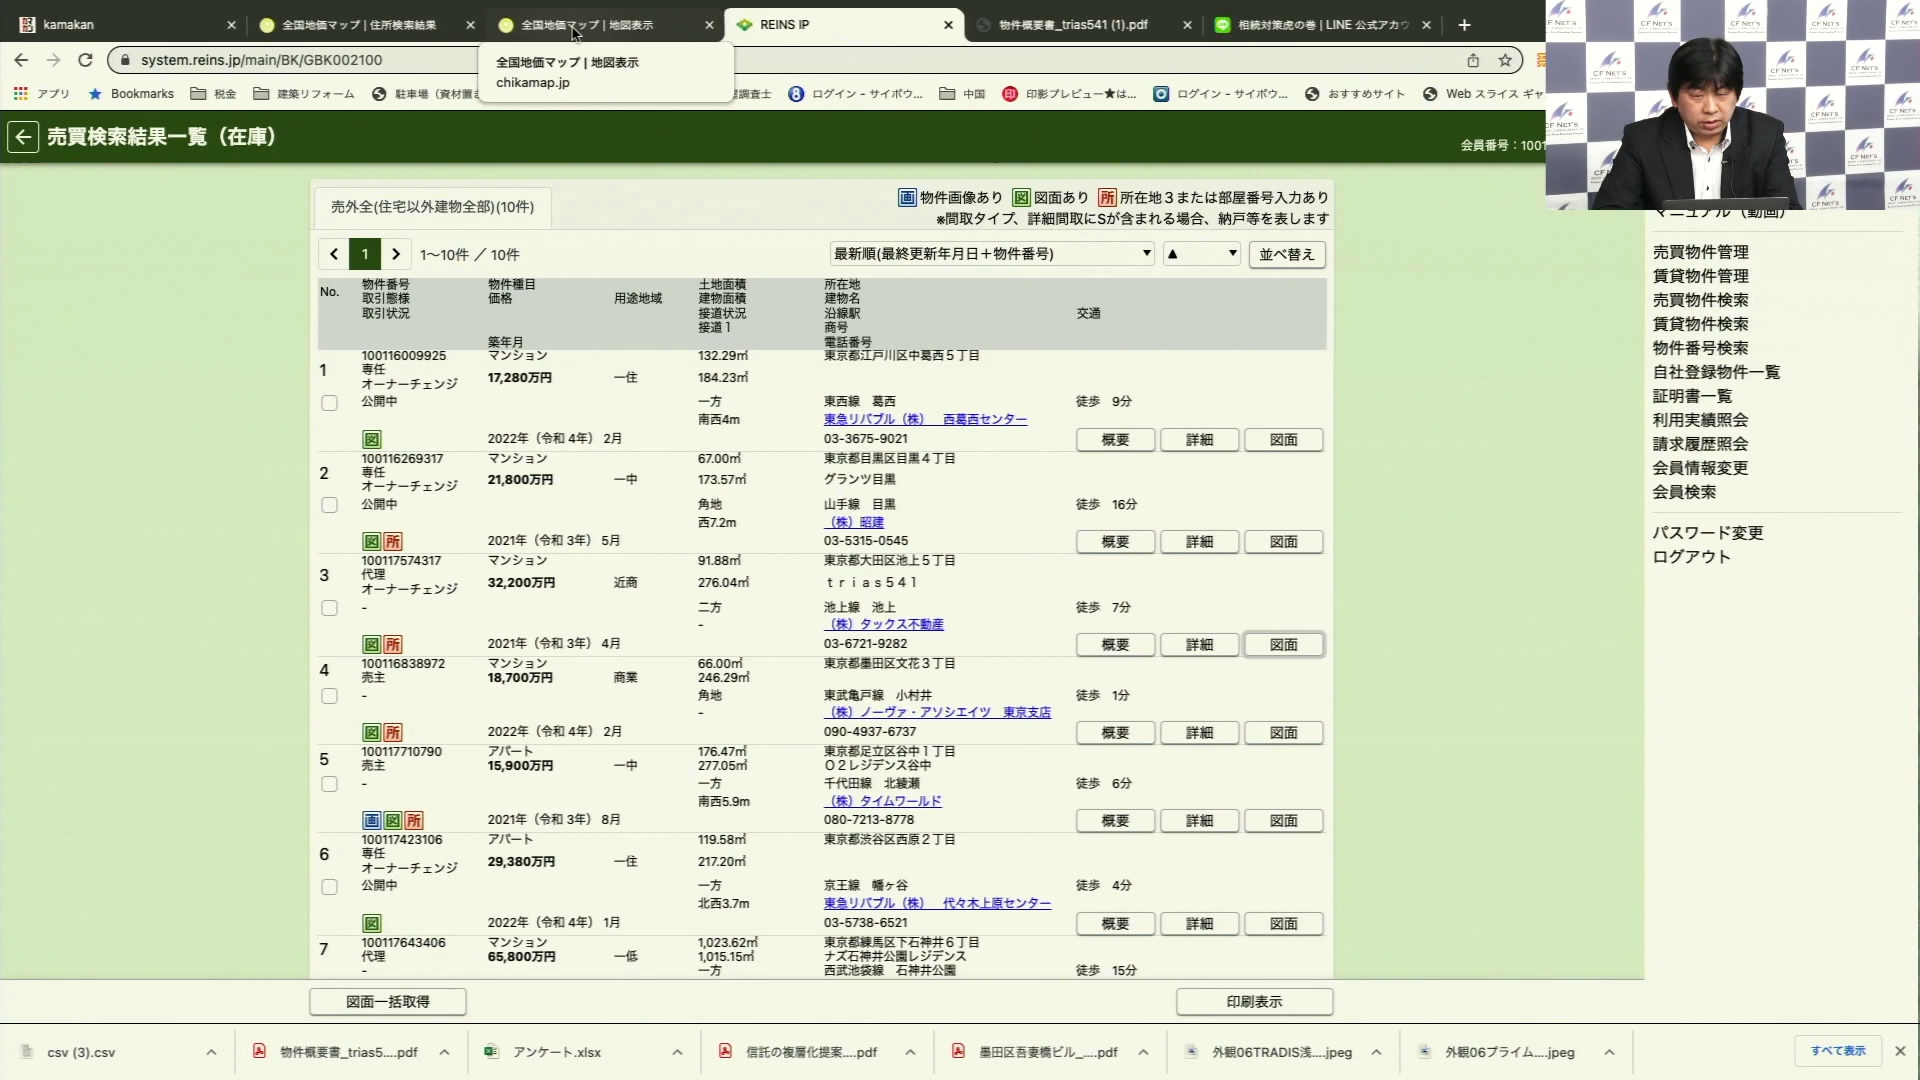 kamakan
全国地価マップ | 住所検索結果
全国地価マップ | 地図表示
REINS IP
物件概要書_trias541 (1).pdf
相続対策虎の巻 | LINE 公式アカウ
system.reins.jp/main/BK/GBK002100
全国地価マップ | 地図表示
chikamap.jp
アプリ
Bookmarks
税金
建築リフォーム
駐車場（資材置き
ログイン - サイボウ...
中国
印影プレビュー★は...
ログイン - サイボウ...
おすすめサイト
Web スライス ギャ
売買検索結果一覧（在庫）
会員番号：1001
売外全(住宅以外建物全部)(10件)
画 物件画像あり 図 図面あり 所 所在地３または部屋番号入力あり
※間取タイプ、詳細間取にSが含まれる場合、納戸等を表します
1 1～10件 ／ 10件
最新順(最終更新年月日＋物件番号)
▲
並べ替え
No.
物件番号
取引態様
取引状況
物件種目
価格
築年月
用途地域
土地面積
建物面積
接道状況
接道１
所在地
建物名
沿線駅
商号
電話番号
交通
1
100116009925 マンション 132.29㎡ 東京都江戸川区中葛西５丁目
専任
オーナーチェンジ 17,280万円 一住 184.23㎡
公開中 一方 東西線 葛西 徒歩 9分
南西4m 東急リバブル（株） 西葛西センター
図 2022年（令和 4年） 2月 03-3675-9021 概要 詳細 図面
2
100116269317 マンション 67.00㎡ 東京都目黒区目黒４丁目
専任
オーナーチェンジ 21,800万円 一中 173.57㎡ グランツ目黒
公開中 角地 山手線 目黒 徒歩 16分
西7.2m （株）昭建
図 所 2021年（令和 3年） 5月 03-5315-0545 概要 詳細 図面
3
100117574317 マンション 91.88㎡ 東京都大田区池上５丁目
代理
オーナーチェンジ 32,200万円 近商 276.04㎡ ｔｒｉａｓ５４１
- 二方 池上線 池上 徒歩 7分
- （株）タックス不動産
図 所 2021年（令和 3年） 4月 03-6721-9282 概要 詳細 図面
4
100116838972 マンション 66.00㎡ 東京都墨田区文花３丁目
売主 18,700万円 商業 246.29㎡
- 角地 東武亀戸線 小村井 徒歩 1分
- （株）ノーヴァ・アソシエイツ 東京支店
図 所 2022年（令和 4年） 2月 090-4937-6737 概要 詳細 図面
5
100117710790 アパート 176.47㎡ 東京都足立区谷中１丁目
売主 15,900万円 一中 277.05㎡ Ｏ２レジデンス谷中
- 一方 千代田線 北綾瀬 徒歩 6分
南西5.9m （株）タイムワールド
画 図 所 2021年（令和 3年） 8月 080-7213-8778 概要 詳細 図面
6
100117423106 アパート 119.58㎡ 東京都渋谷区西原２丁目
専任
オーナーチェンジ 29,380万円 一住 217.20㎡
公開中 一方 京王線 幡ヶ谷 徒歩 4分
北西3.7m 東急リバブル（株） 代々木上原センター
図 2022年（令和 4年） 1月 03-5738-6521 概要 詳細 図面
7
100117643406 マンション 1,023.62㎡ 東京都練馬区下石神井６丁目
代理 65,800万円 一低 1,015.15㎡ ナズ石神井公園レジデンス
- 一方 西武池袋線 石神井公園 徒歩 15分
図面一括取得
印刷表示
マニュアル（動画）
売買物件管理
賃貸物件管理
売買物件検索
賃貸物件検索
物件番号検索
自社登録物件一覧
証明書一覧
利用実績照会
請求履歴照会
会員情報変更
会員検索
パスワード変更
ログアウト
CF NET'S
csv (3).csv
物件概要書_trias5....pdf
アンケート.xlsx
信託の複層化提案....pdf
墨田区吾妻橋ビル_....pdf
外観06TRADIS浅....jpeg
外観06プライム....jpeg
すべて表示